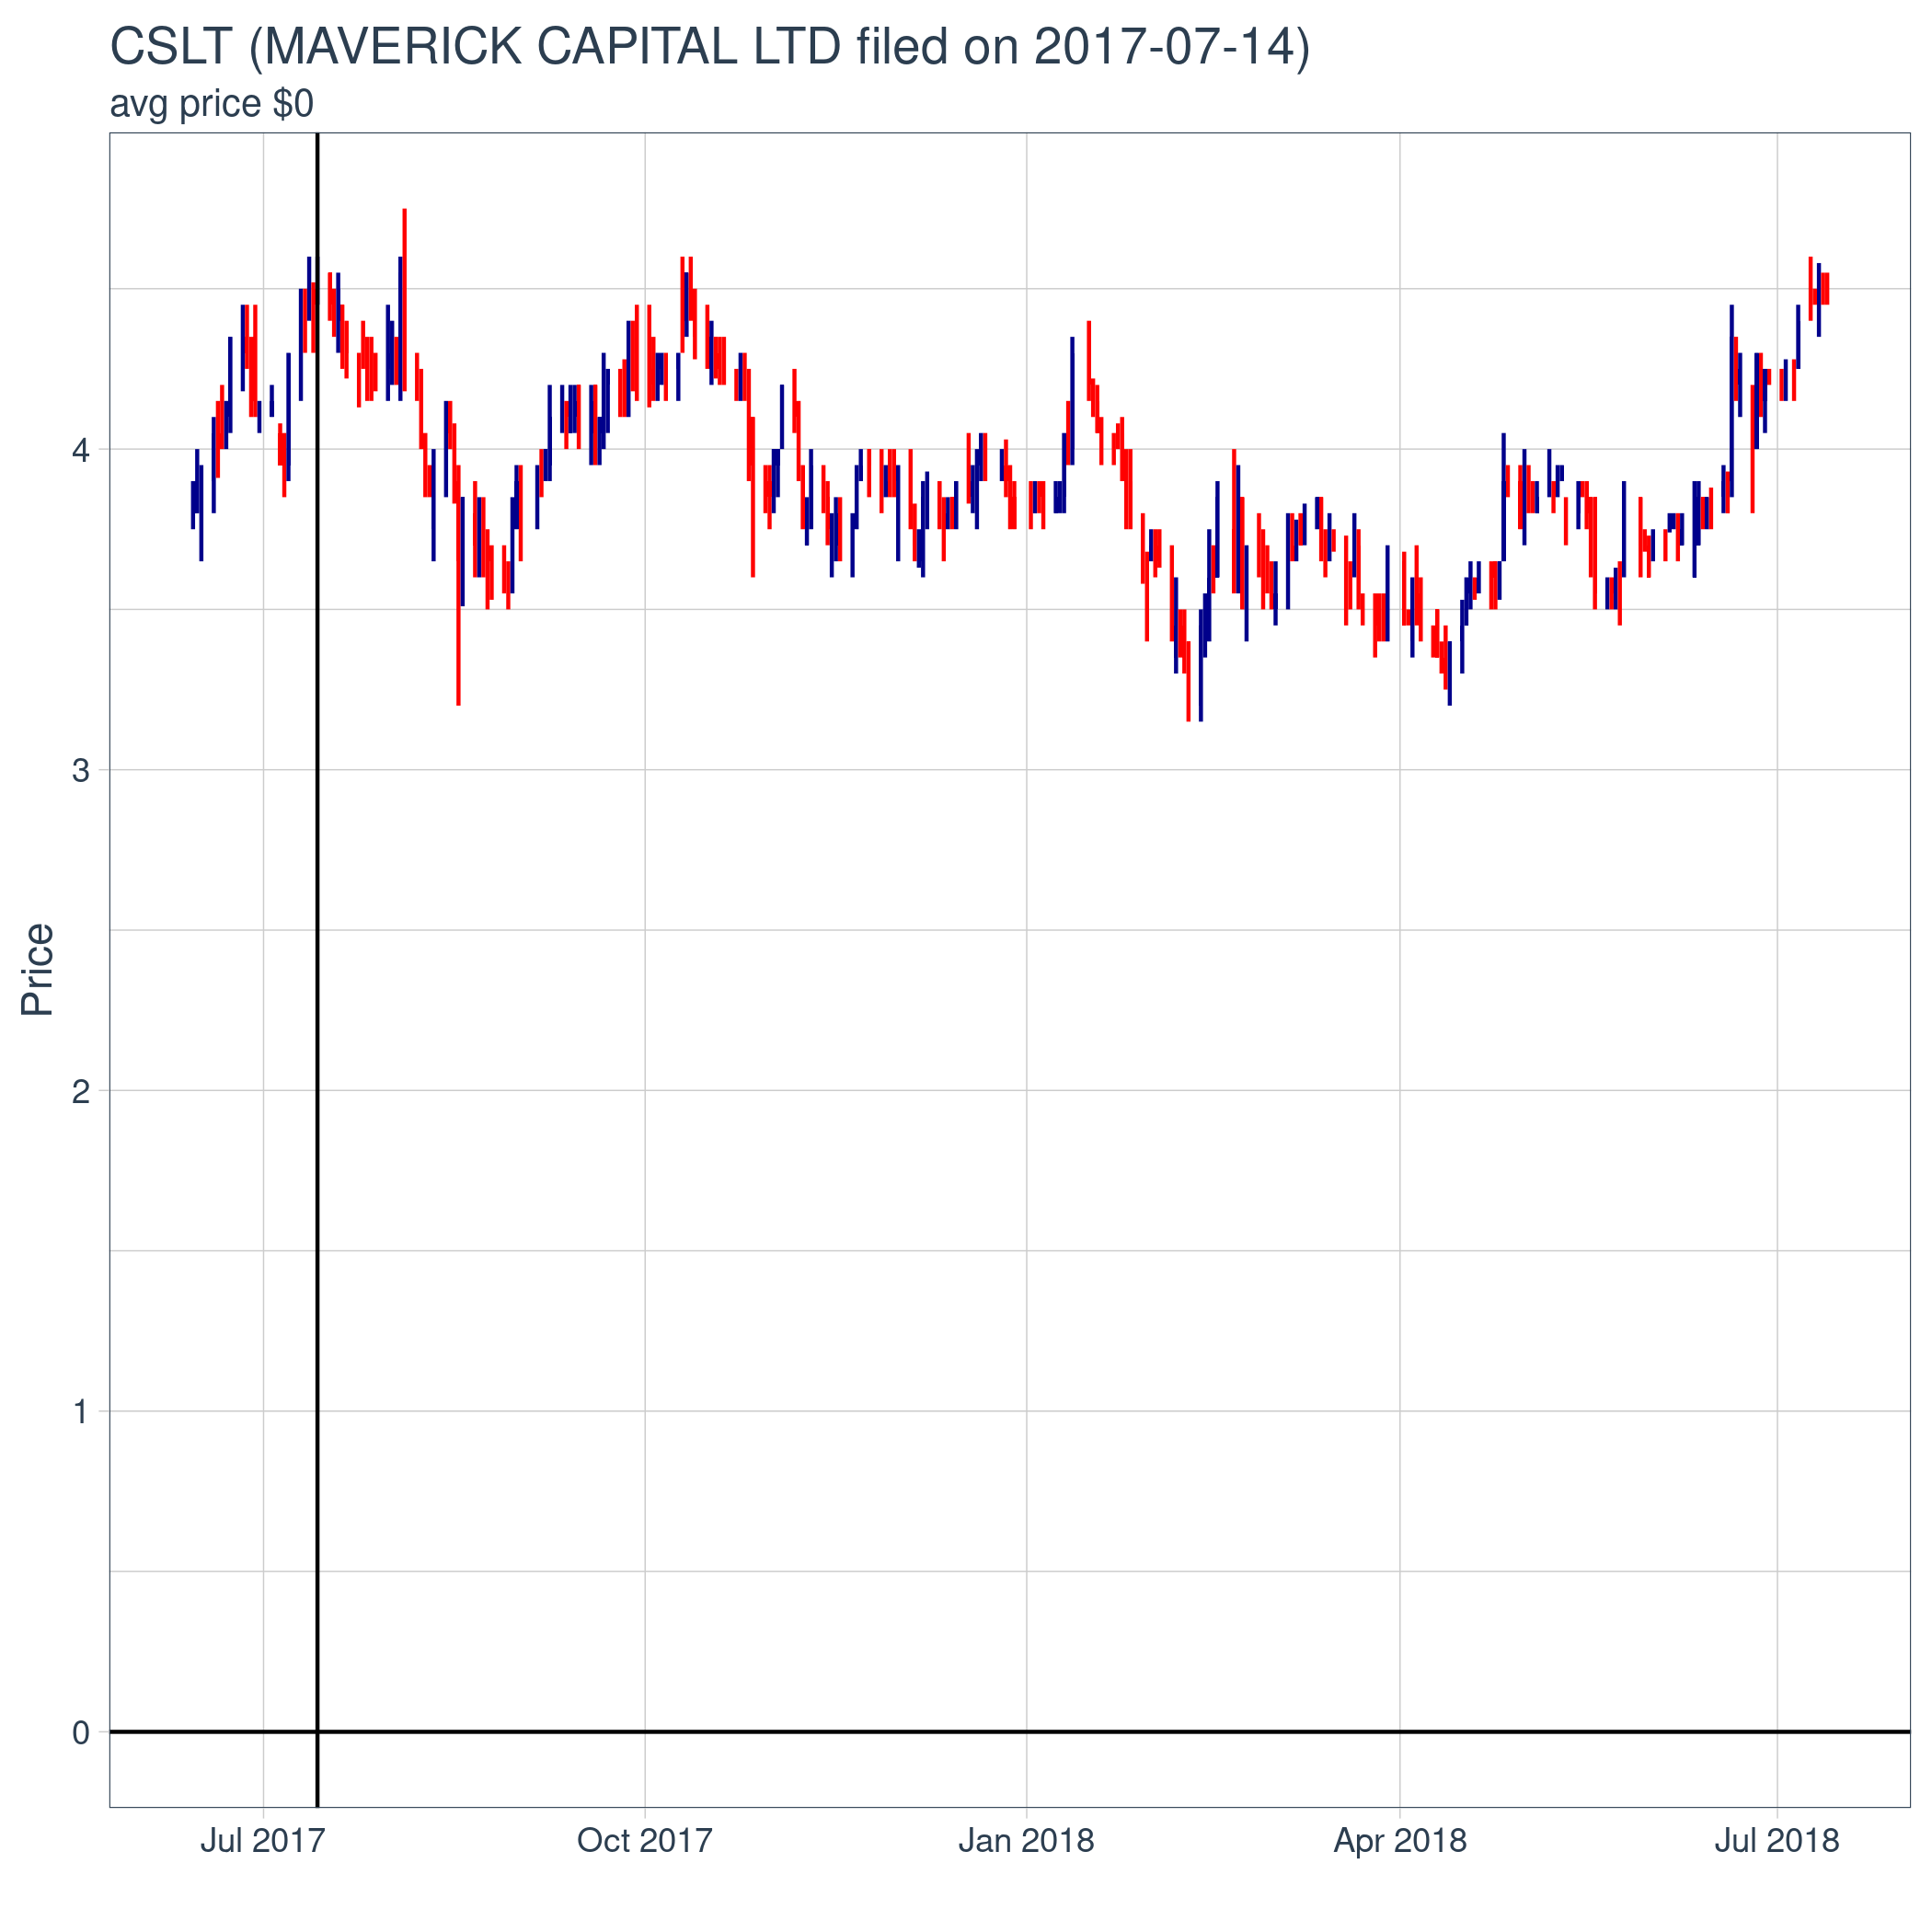 CSLT (MAVERICK CAPITAL LTD filed on 2017-07-14)
avg price $0
Price
4
3
2
1
0
Jul 2017
Oct 2017
Jan 2018
Apr 2018
Jul 2018